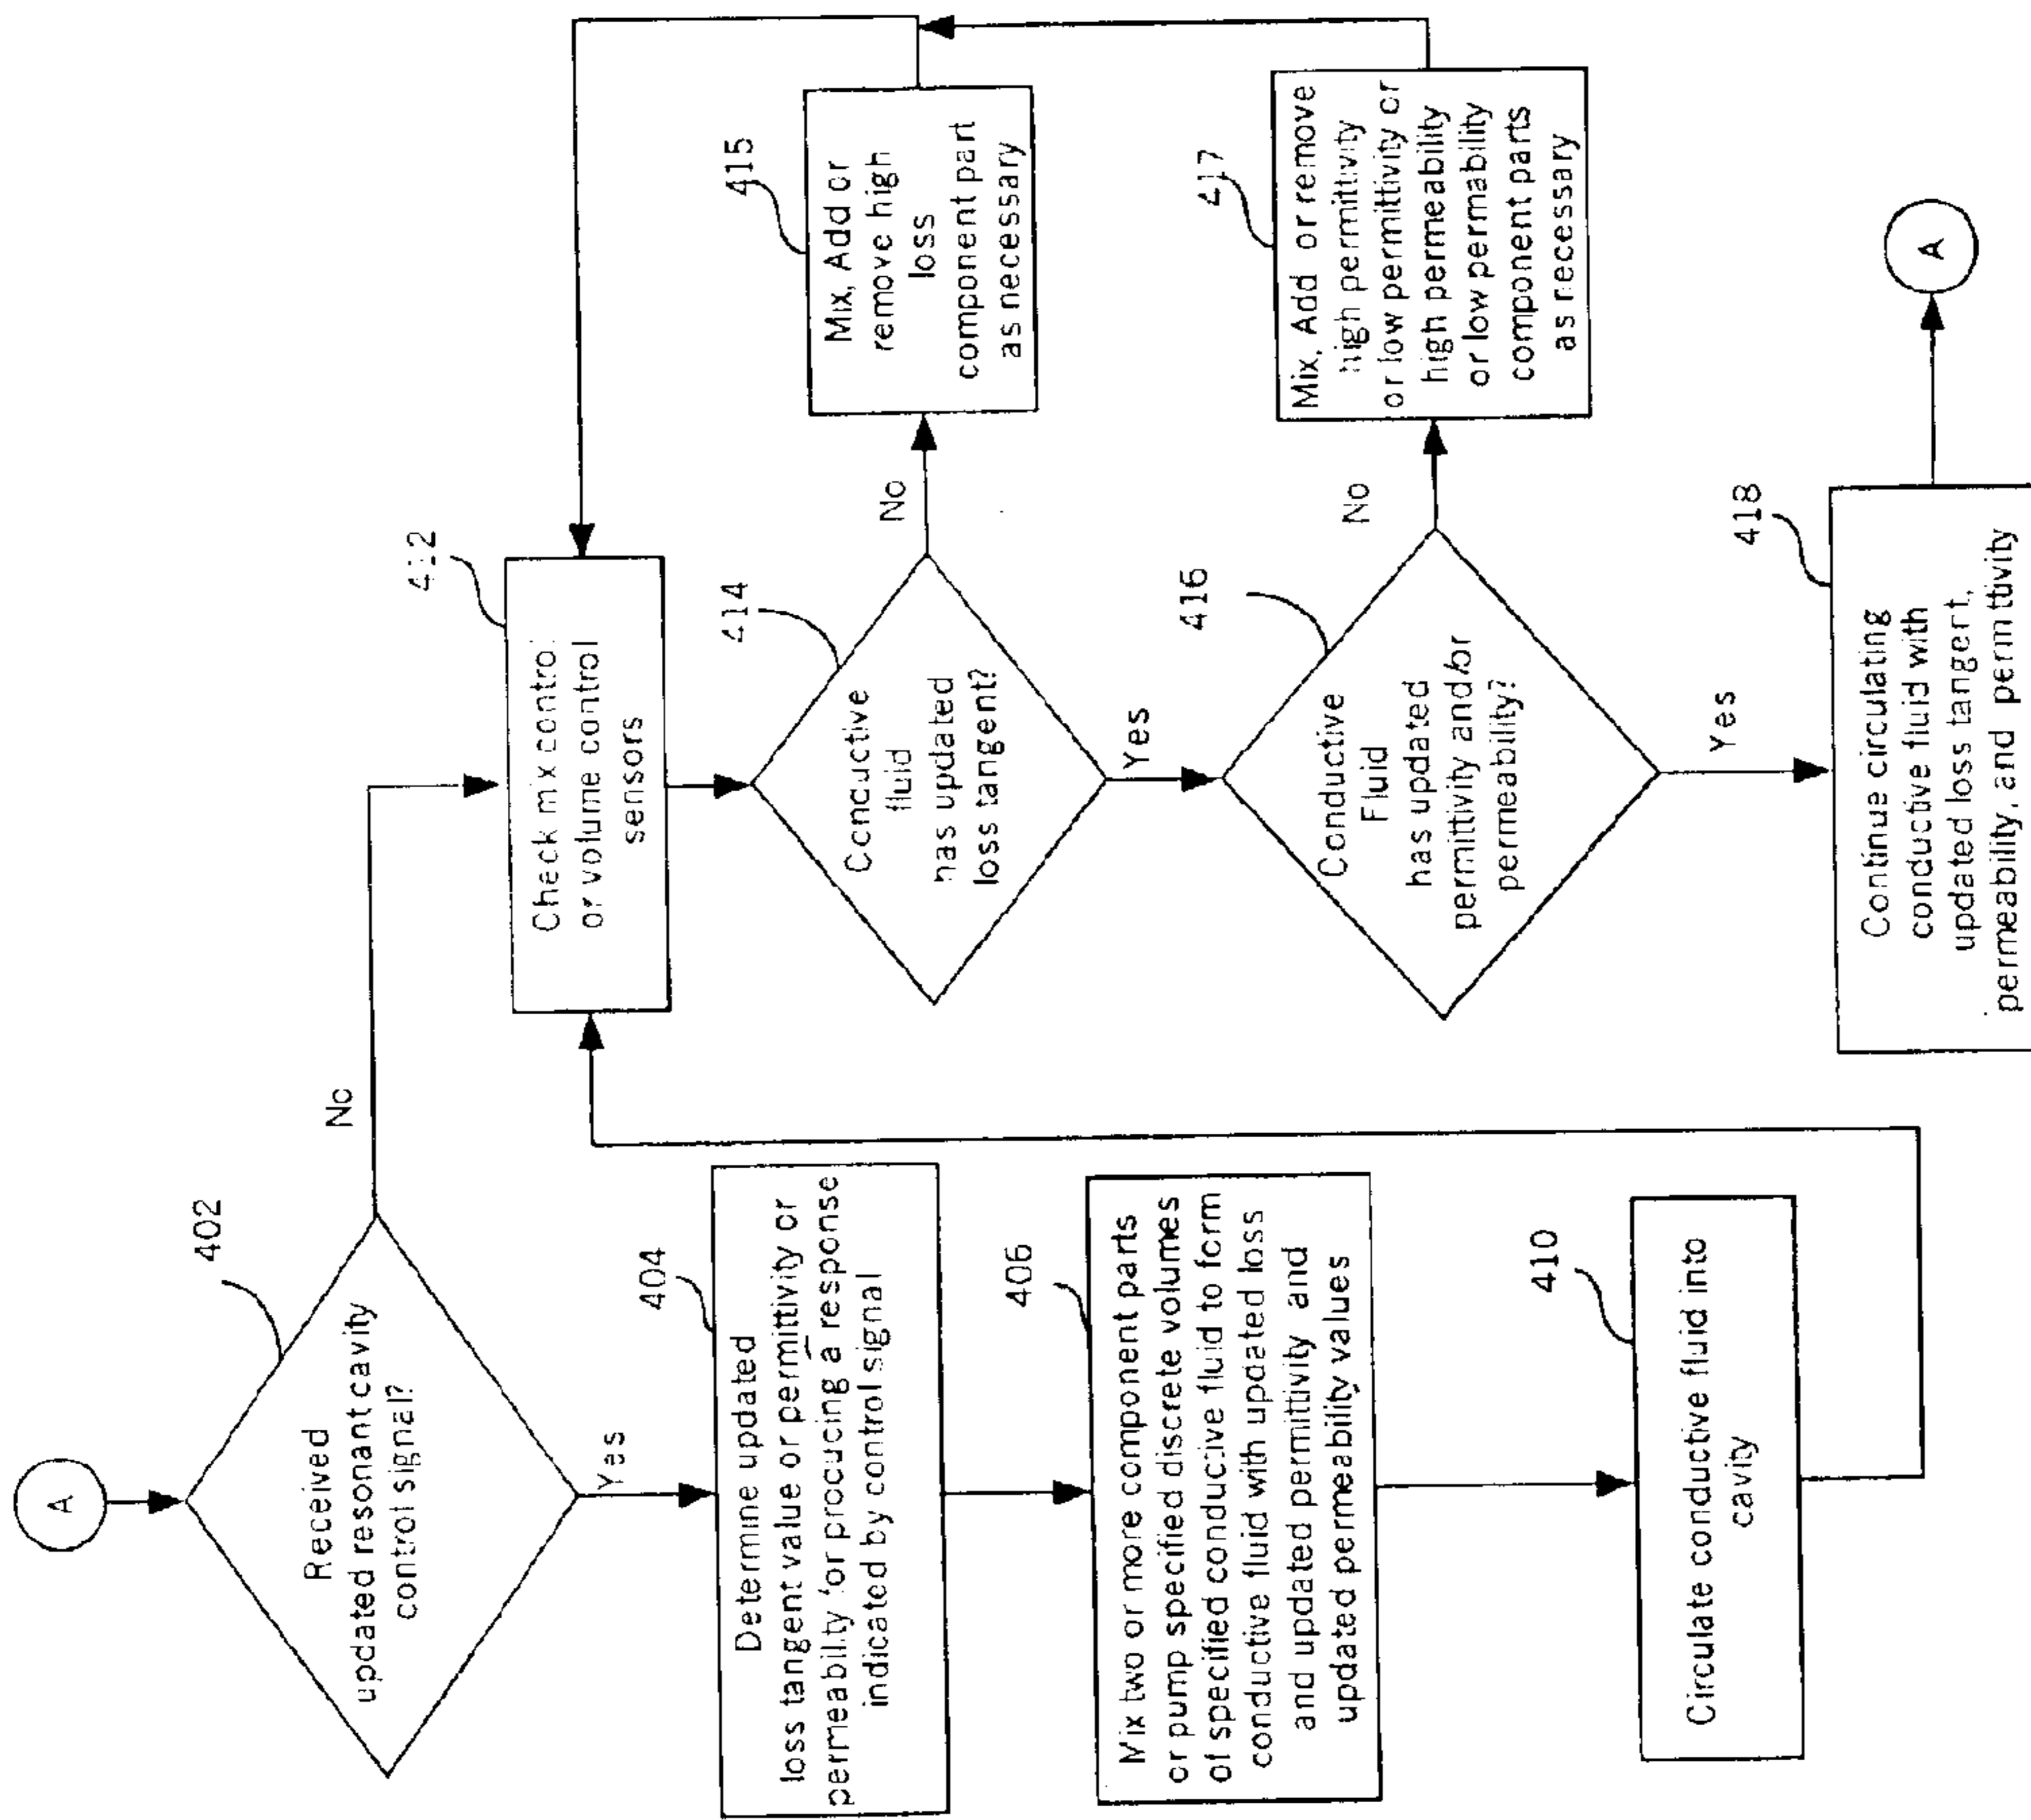 A
402
Received
updated resonant cavity
control signal?
No
Yes
404
Determine updated
loss tangent value or permittivity or
permeability for producing a response
indicated by control signal
406
Mix two or more component parts
or pump specified discrete volumes
of specified conductive fluid to form
conductive fluid with updated loss
and updated permittivity and
updated permeability values
410
Circulate conductive fluid into
cavity
412
Check mix control
or volume control
sensors
414
Conductive
fluid
has updated
loss tangent?
No
Yes
415
Mix, Add or
remove high
loss
component part
as necessary
416
Conductive
Fluid
has updated
permittivity and/or
permeability?
No
Yes
417
Mix, Add or remove
high permittivity
or low permittivity or
high permeability
or low permability
component parts
as necessary
418
Continue circulating
conductive fluid with
updated loss tangent,
permeability, and permittivity
A